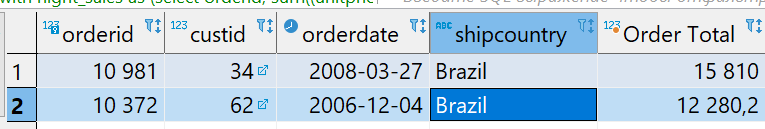 orderid custid orderdate shipcountry Order Total
1 10 981 34 2008-03-27 Brazil 15 810
2 10 372 62 2006-12-04 Brazil 12 280,2